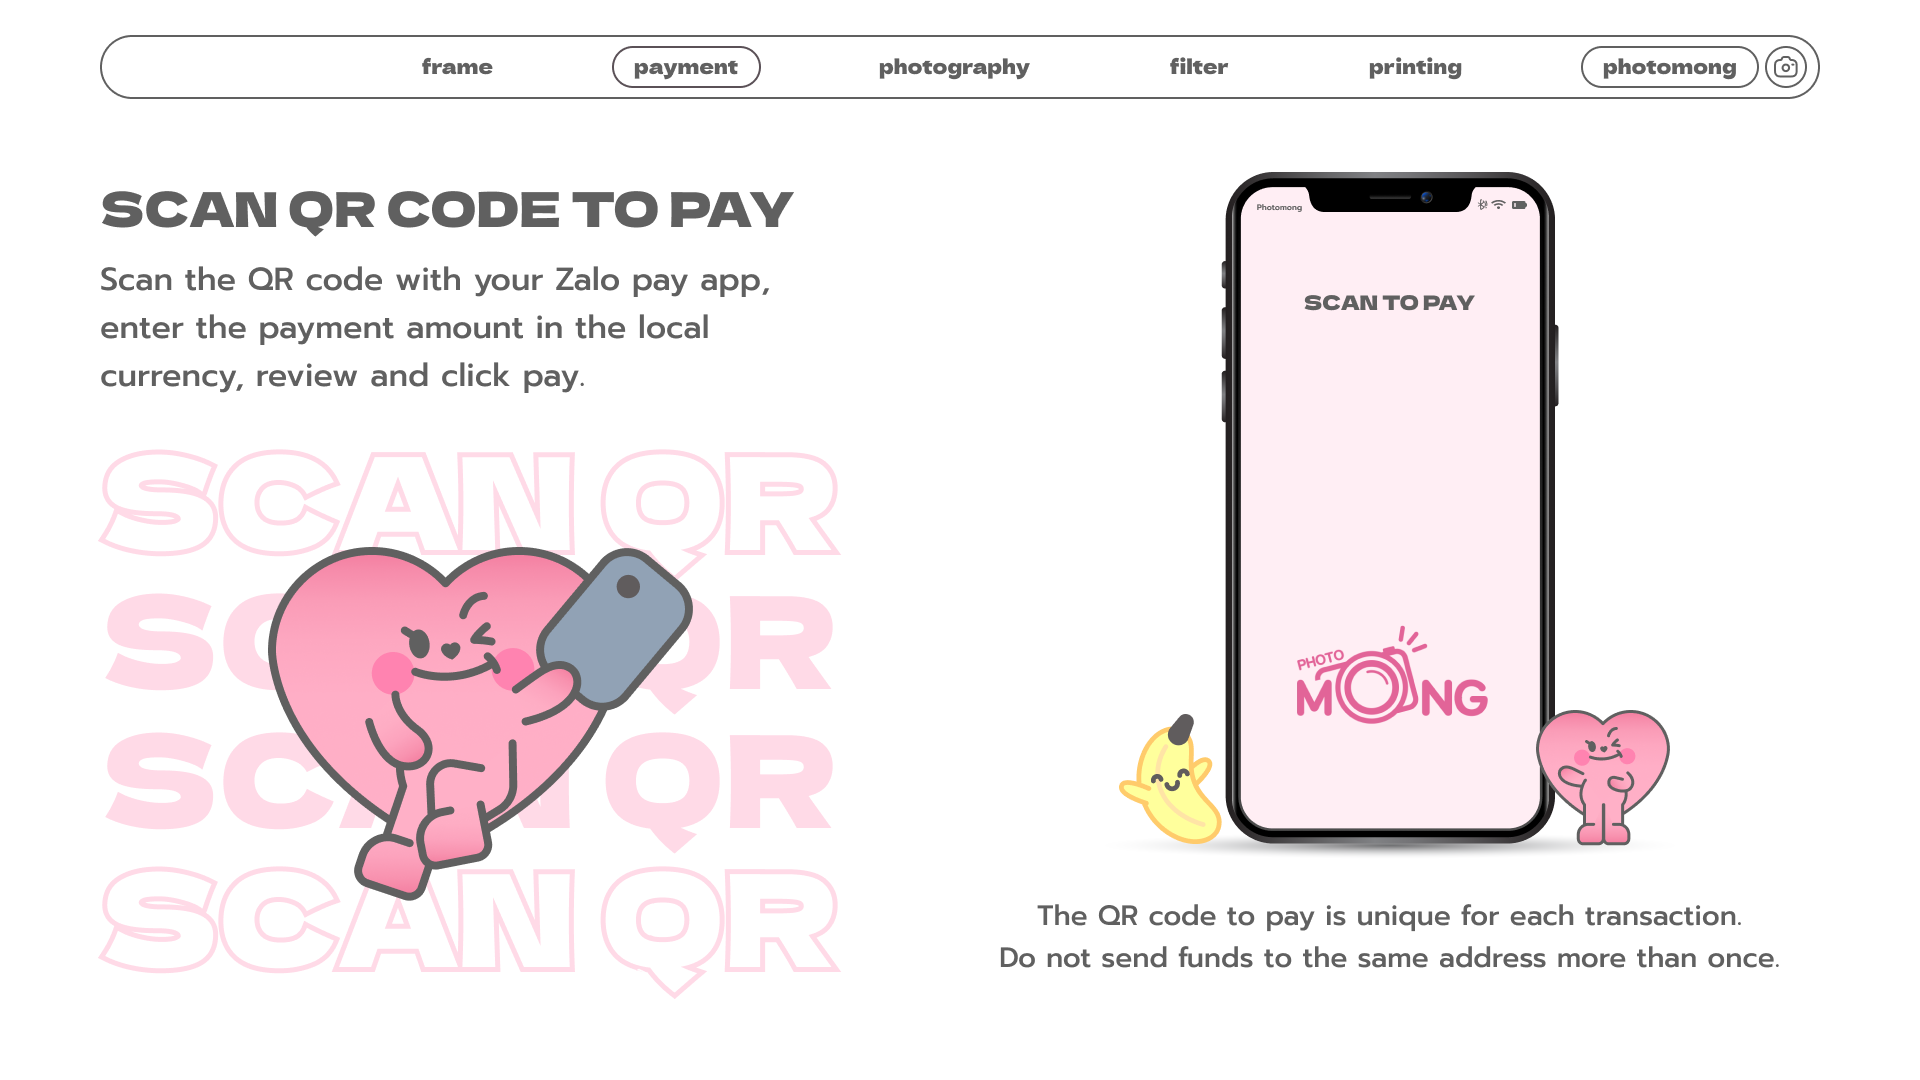 frame
payment
photography
filter
printing
photomong
SCAN QR CODE TO PAY
Scan the QR code with your Zalo pay app,
enter the payment amount in the local
currency, review and click pay.
SCAN QR
SCAN QR
SCAN QR
SCAN QR
Photomong
SCAN TO PAY
PHOTO
MONG
The QR code to pay is unique for each transaction.
Do not send funds to the same address more than once.